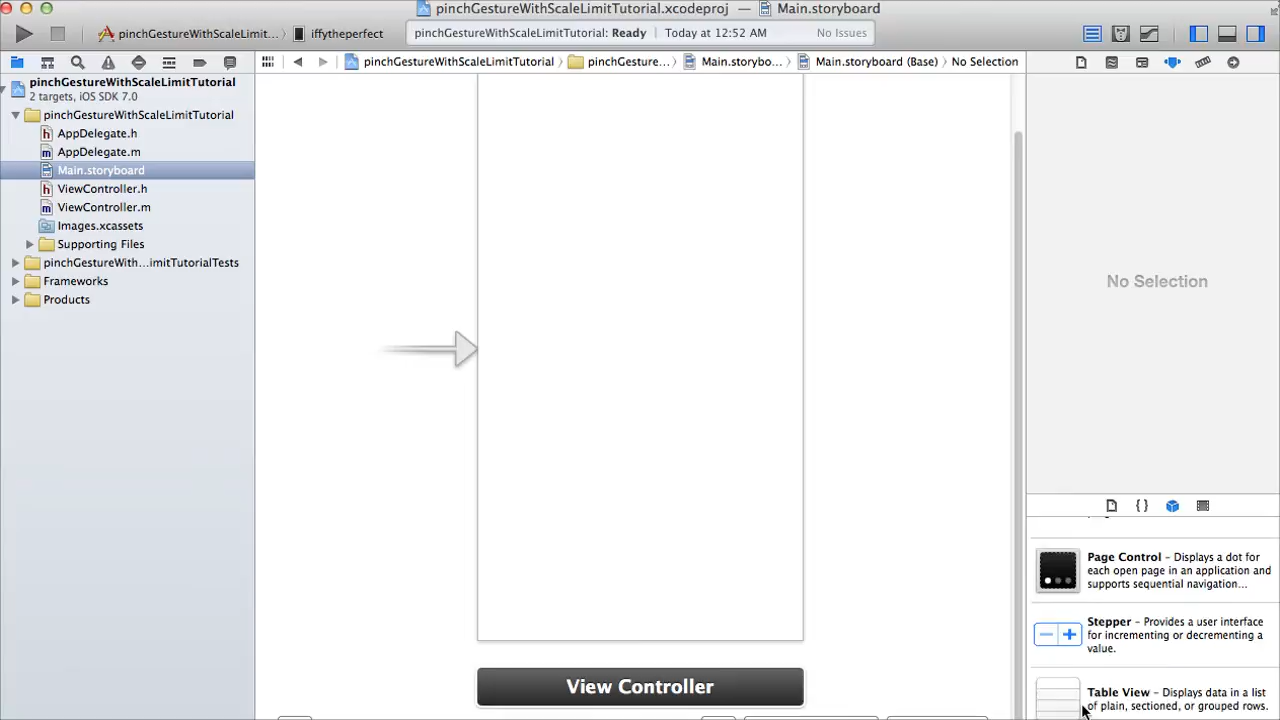 pinchGestureWithScaleLimitTutorial.xcodeproj — Main.storyboard
pinchGestureWithScaleLimit... iffytheperfect
pinchGestureWithScaleLimitTutorial: Ready Today at 12:52 AM No Issues
pinchGestureWithScaleLimitTutorial pinchGesture... Main.storybo... Main.storyboard (Base) No Selection
pinchGestureWithScaleLimitTutorial
2 targets, iOS SDK 7.0
pinchGestureWithScaleLimitTutorial
AppDelegate.h
AppDelegate.m
Main.storyboard
ViewController.h
ViewController.m
Images.xcassets
Supporting Files
pinchGestureWith...imitTutorialTests
Frameworks
Products
No Selection
Page Control – Displays a dot for
each open page in an application and
supports sequential navigation...
Stepper – Provides a user interface
for incrementing or decrementing a
value.
Table View – Displays data in a list
of plain, sectioned, or grouped rows.
View Controller